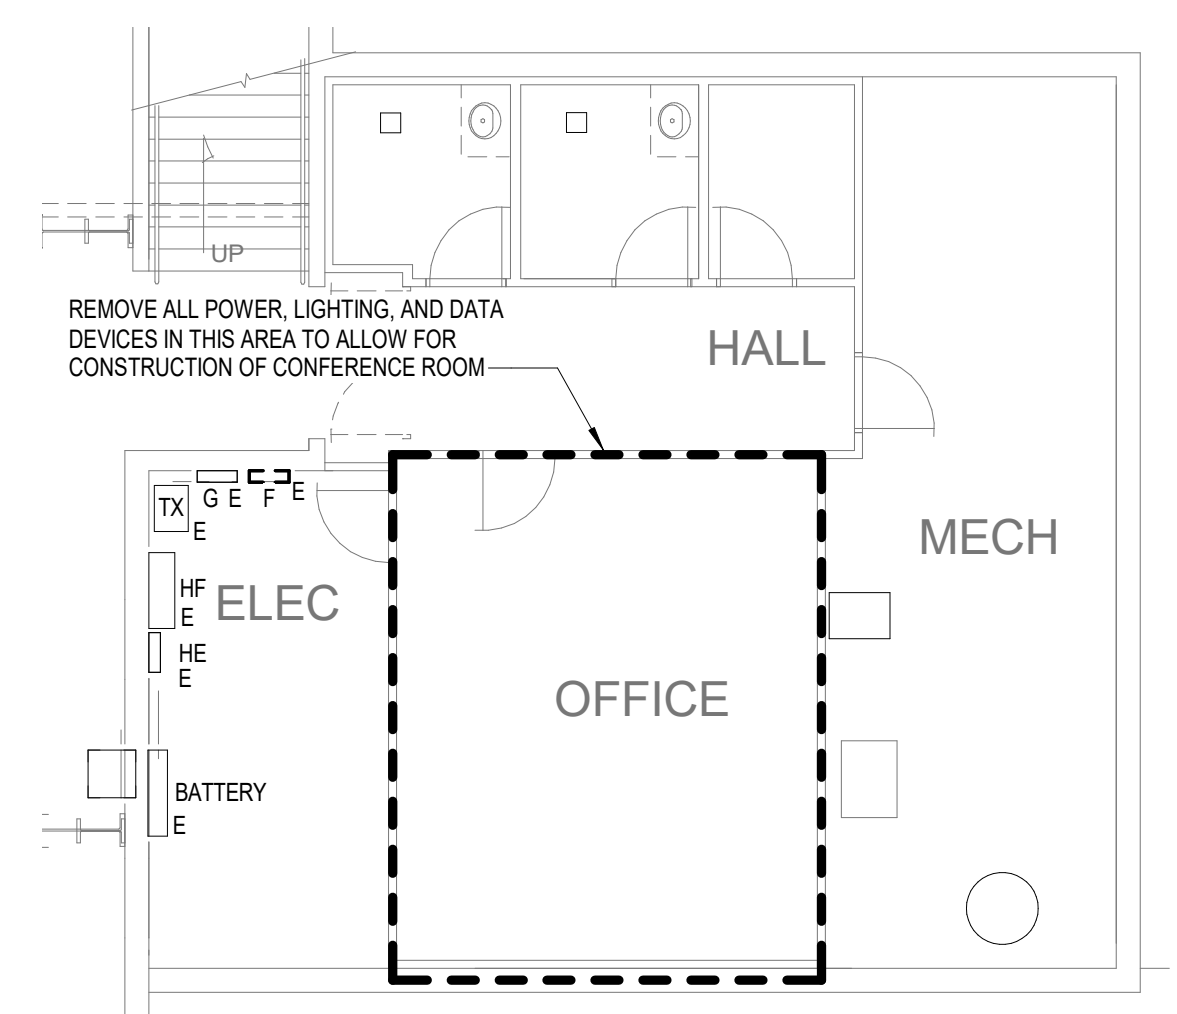 UP
REMOVE ALL POWER, LIGHTING, AND DATA
DEVICES IN THIS AREA TO ALLOW FOR
CONSTRUCTION OF CONFERENCE ROOM
HALL
G E F E
TX
E
HF
E
ELEC
HE
E
MECH
OFFICE
BATTERY
E